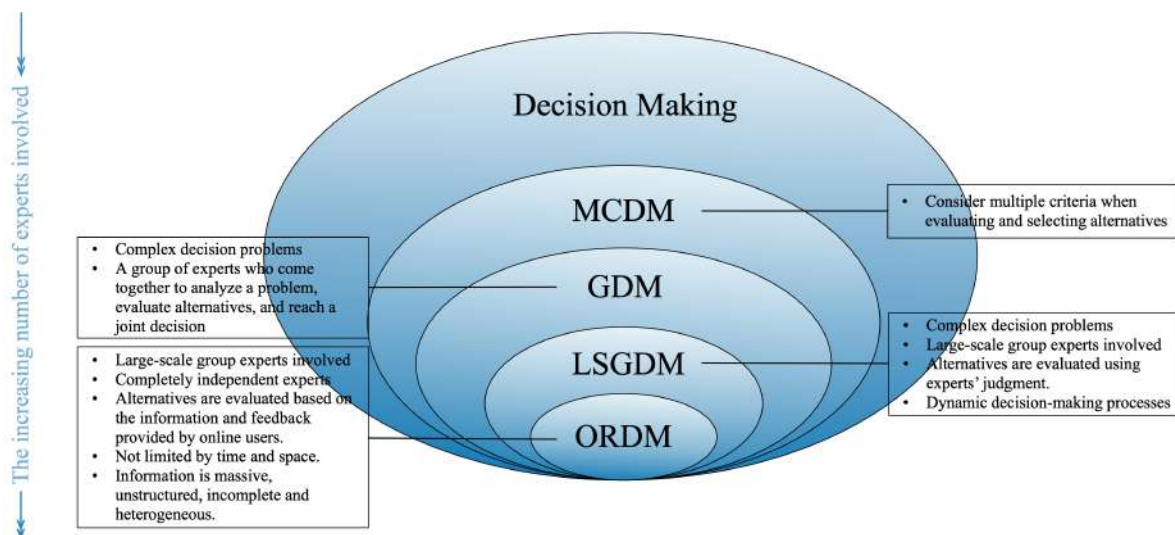 The increasing number of experts involved
Decision Making
MCDM
• Consider multiple criteria when
evaluating and selecting alternatives
• Complex decision problems
• A group of experts who come
together to analyze a problem,
evaluate alternatives, and reach a
joint decision
GDM
• Complex decision problems
• Large-scale group experts involved
• Alternatives are evaluated using
experts’ judgment.
• Dynamic decision-making processes
LSGDM
• Large-scale group experts involved
• Completely independent experts
• Alternatives are evaluated based on
the information and feedback
provided by online users.
• Not limited by time and space.
• Information is massive,
unstructured, incomplete and
heterogeneous.
ORDM